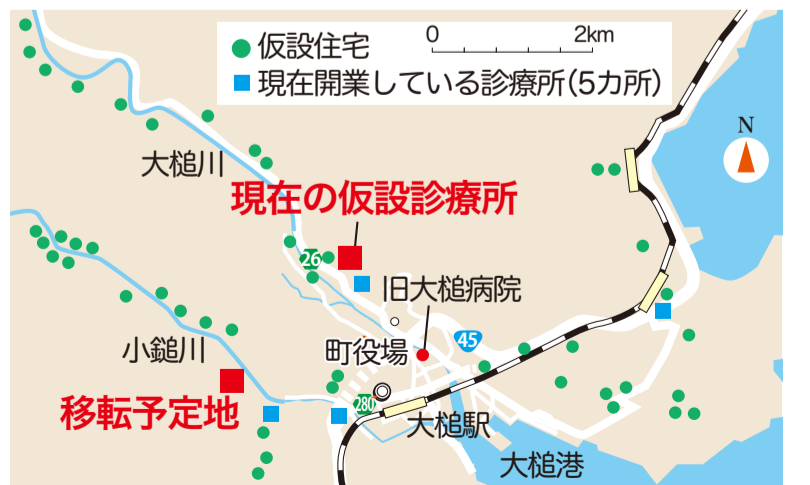 0 2km
仮設住宅
現在開業している診療所(5カ所)
N
大槌川
現在の仮設診療所
26
旧大槌病院
45
町役場
小鎚川
移転予定地
280
大槌駅
大槌港